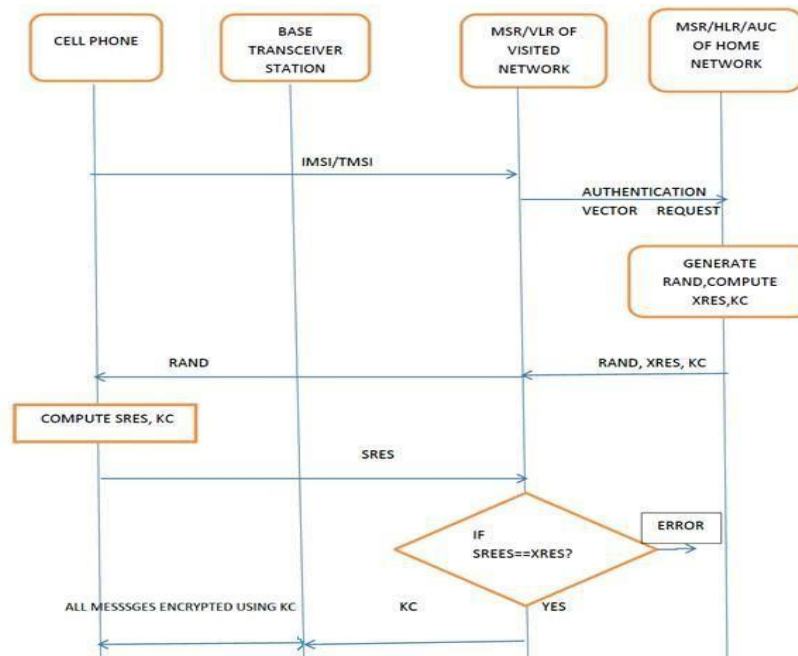 CELL PHONE
BASE
TRANSCEIVER
STATION
MSR/VLR OF
VISITED
NETWORK
MSR/HLR/AUC
OF HOME
NETWORK
IMSI/TMSI
AUTHENTICATION
VECTOR REQUEST
GENERATE
RAND,COMPUTE
XRES,KC
RAND
RAND, XRES, KC
COMPUTE SRES, KC
SRES
IF
SREES==XRES?
ERROR
ALL MESSSGES ENCRYPTED USING KC
KC
YES